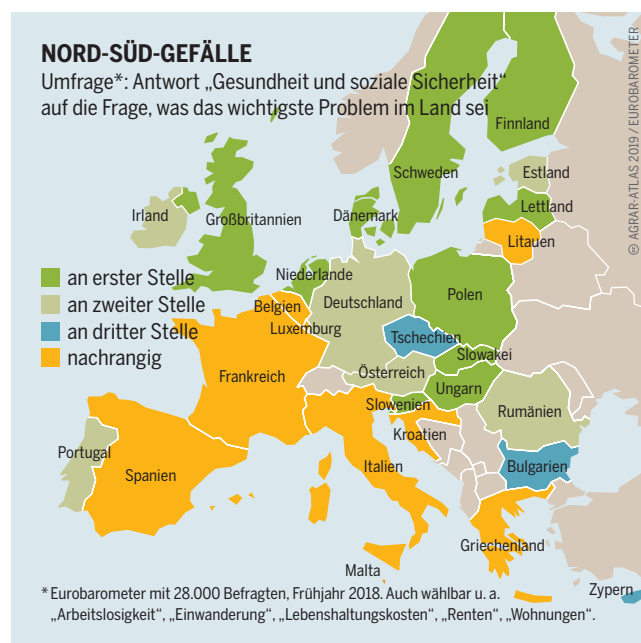 NORD-SÜD-GEFÄLLE
Umfrage*: Antwort „Gesundheit und soziale Sicherheit“
auf die Frage, was das wichtigste Problem im Land sei
© AGRAR-ATLAS 2019 / EUROBAROMETER
Finnland
Schweden
Estland
Lettland
Litauen
Irland
Großbritannien
Dänemark
an erster Stelle
an zweiter Stelle
an dritter Stelle
nachrangig
Niederlande
Belgien
Luxemburg
Deutschland
Polen
Tschechien
Slowakei
Österreich
Ungarn
Frankreich
Slowenien
Kroatien
Rumänien
Portugal
Spanien
Italien
Bulgarien
Griechenland
Malta
Zypern
* Eurobarometer mit 28.000 Befragten, Frühjahr 2018. Auch wählbar u. a.
„Arbeitslosigkeit“, „Einwanderung“, „Lebenshaltungskosten“, „Renten“, „Wohnungen“.